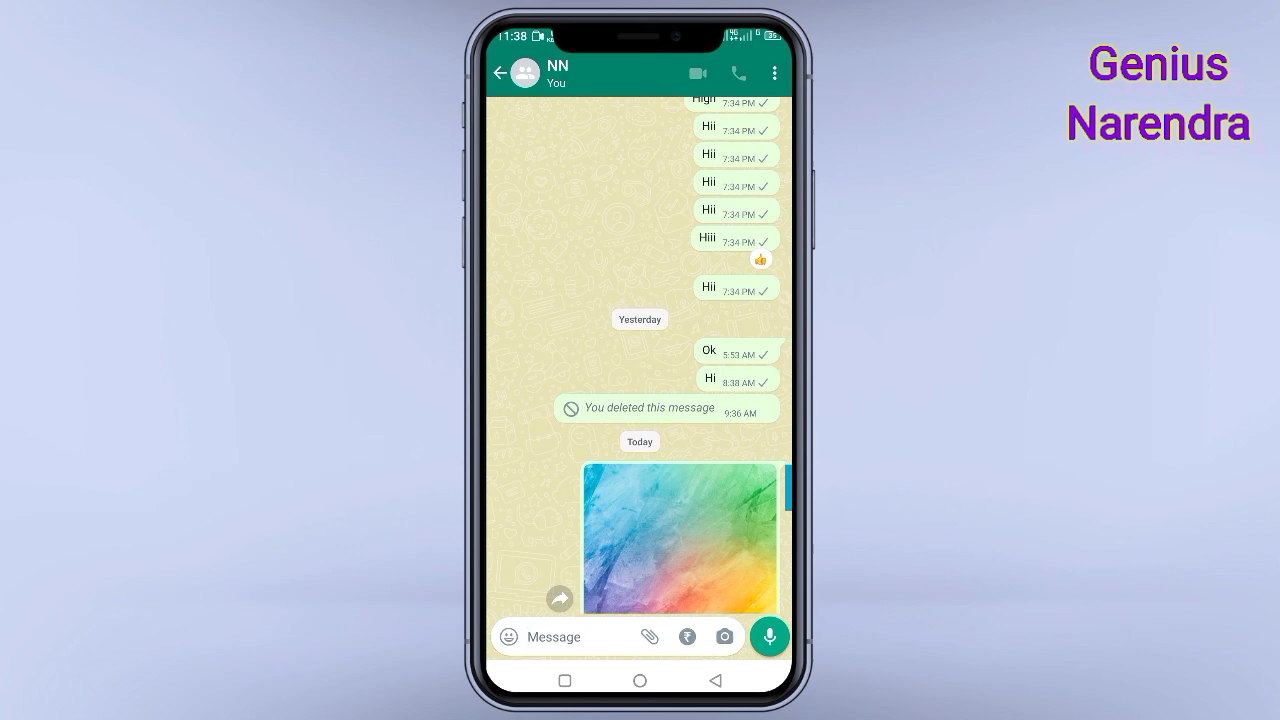 Genius
Narendra
11:38
NN
You
High 7:34 PM
Hii 7:34 PM
Hii 7:34 PM
Hii 7:34 PM
Hii 7:34 PM
Hiii 7:34 PM
Hii 7:34 PM
Yesterday
Ok 5:53 AM
Hi 8:38 AM
You deleted this message 9:36 AM
Today
Message